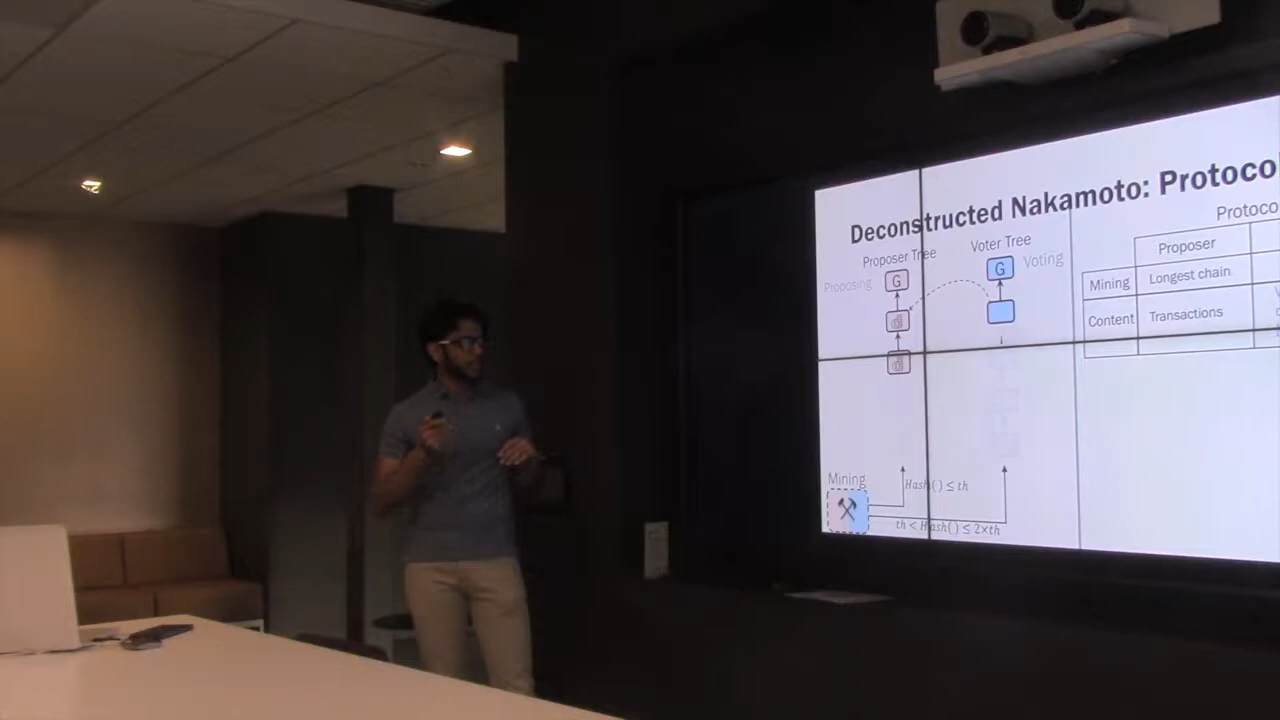 Deconstructed Nakamoto: Protoco
Proposer Tree
Voter Tree
Proposing
G
G
Voting
Protoco
Proposer
Mining
Longest chain
Content
Transactions
Mining
Hash( ) ≤ th
th < Hash( ) ≤ 2×th